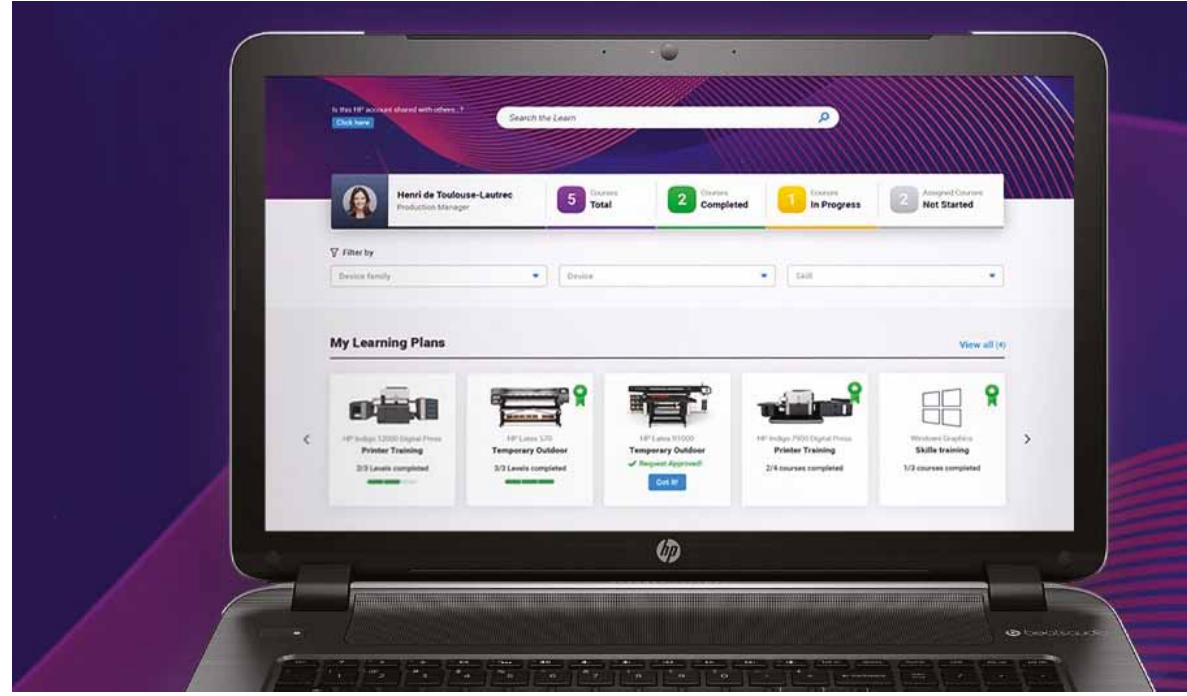 Is this HP account shared with others..?
Click here
Search the Learn
Henri de Toulouse-Lautrec
Production Manager
5
Courses
Total
2
Courses
Completed
1
Courses
In Progress
2
Assigned Courses
Not Started
Filter by
Device family
Device
Skill
My Learning Plans
View all (4)
HP Indigo 12000 Digital Press
Printer Training
2/3 Levels completed
HP Latex 570
Temporary Outdoor
3/3 Levels completed
HP Latex R1000
Temporary Outdoor
Request Approved!
Got it!
HP Indigo 7900 Digital Press
Printer Training
2/4 courses completed
Windows Graphics
Skills training
1/3 courses completed
hp
beatsaudio